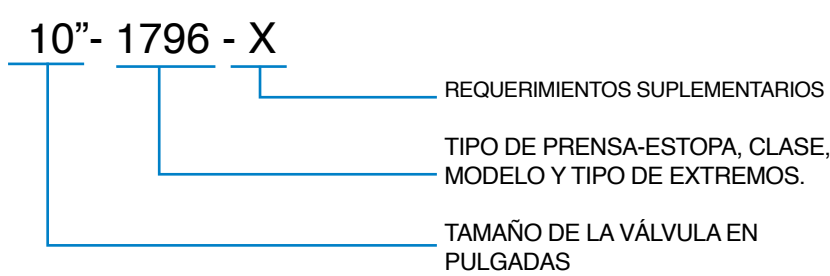 10”- 1796 - X
REQUERIMIENTOS SUPLEMENTARIOS
TIPO DE PRENSA-ESTOPA, CLASE,
MODELO Y TIPO DE EXTREMOS.
TAMAÑO DE LA VÁLVULA EN
PULGADAS